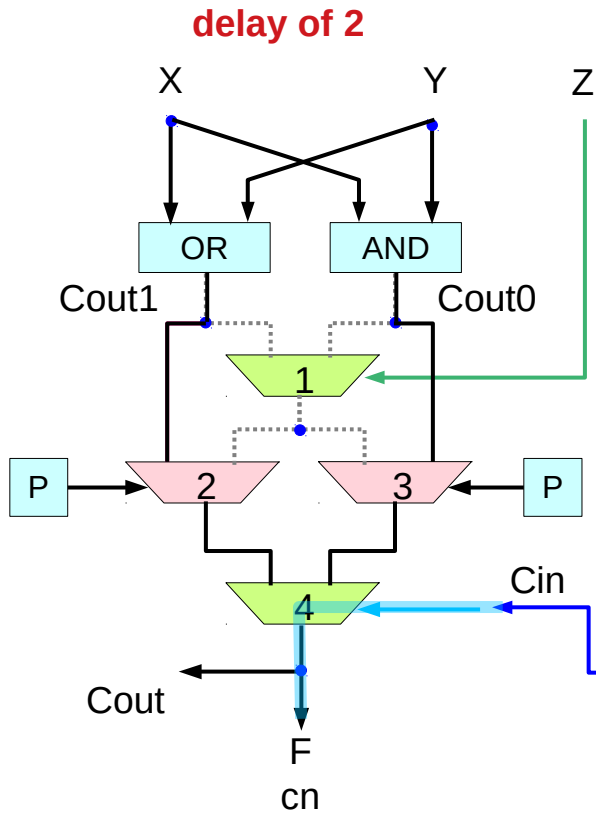 delay of 2
X Y Z
OR AND
Cout1 Cout0
1
P 2 3 P
Cin
4
Cout
F
cn